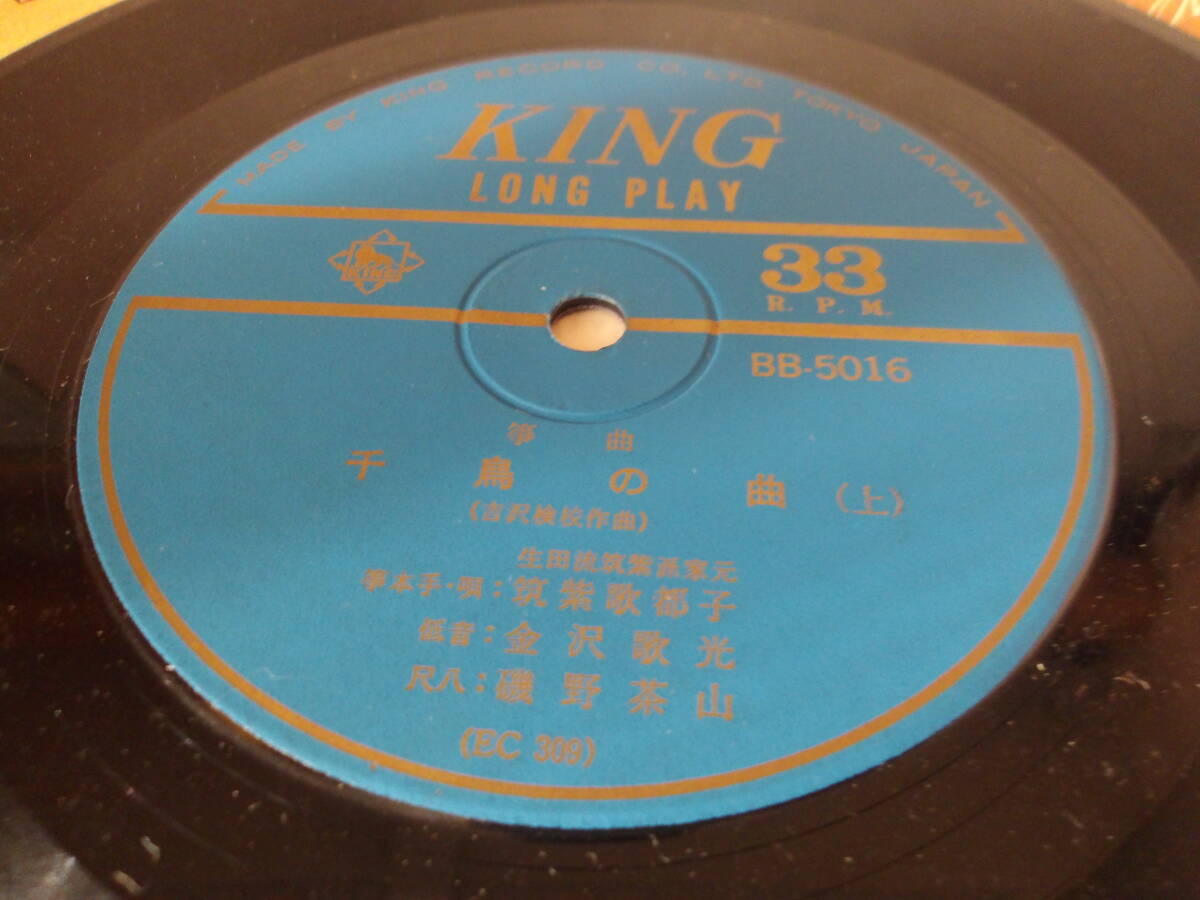 MADE BY KING RECORD CO., LTD. TOKYO JAPAN
KING
LONG PLAY
KING
33
R. P. M.
BB-5016
箏曲
千鳥の曲（上）
（吉沢検校作曲）
生田流筑紫派家元
箏本手・唄：筑紫歌都子
低音：金沢歌光
尺八：磯野茶山
(EC 309)